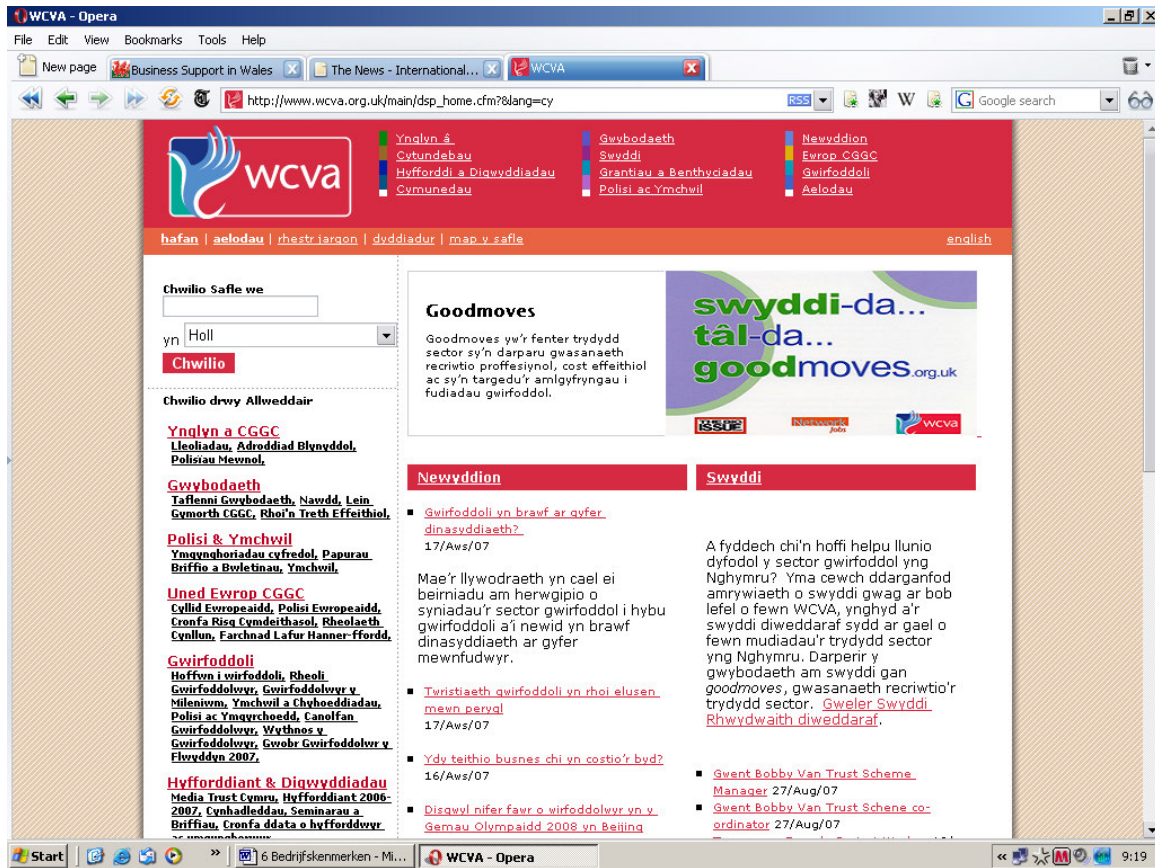 WCVA - Opera
File Edit View Bookmarks Tools Help
New page Business Support in Wales The News - International... WCVA
http://www.wcva.org.uk/main/dsp_home.cfm?&lang=cy RSS W G Google search
wcva
Ynglyn â
Cytundebau
Hyfforddi a Digwyddiadau
Cymunedau
Gwybodaeth
Swyddi
Grantiau a Benthyciadau
Polisi ac Ymchwil
Newyddion
Ewrop CGGC
Gwirfoddoli
Aelodau
hafan | aelodau | rhestr jargon | dyddiadur | map y safle english
Chwilio Safle we
yn Holl
Chwilio
Chwilio drwy Allweddair
Ynglyn a CGGC
Lleoliadau, Adroddiad Blynyddol,
Polisïau Mewnol,
Gwybodaeth
Taflenni Gwybodaeth, Nawdd, Lein
Gymorth CGGC, Rhoi'n Treth Effeithiol,
Polisi & Ymchwil
Ymgynghoriadau cyfredol, Papurau
Briffio a Bwletinau, Ymchwil,
Uned Ewrop CGGC
Cyllid Ewropeaidd, Polisi Ewropeaidd,
Cronfa Risg Cymdeithasol, Rheolaeth
Cynllun, Farchnad Lafur Hanner-ffordd,
Gwirfoddoli
Hoffwn i wirfoddoli, Rheoli
Gwirfoddolwyr, Gwirfoddolwyr y
Mileniwm, Ymchwil a Chyhoeddiadau,
Polisi ac Ymgyrchoedd, Canolfan
Gwirfoddolwyr, Wythnos y
Gwirfoddolwyr, Gwobr Gwirfoddolwr y
Flwyddyn 2007,
Hyfforddiant & Digwyddiadau
Media Trust Cymru, Hyfforddiant 2006-
2007, Cynhadleddau, Seminarau a
Briffiau, Cronfa ddata o hyfforddwyr
Goodmoves
Goodmoves yw'r fenter trydydd
sector sy'n darparu gwasanaeth
recriwtio proffesiynol, cost effeithiol
ac sy'n targedu'r amlgyfryngau i
fudiadau gwirfoddol.
swyddi-da...
tâl-da...
goodmoves.org.uk
THE BIG ISSUE Network Jobs wcva
Newyddion
Gwirfoddoli yn brawf ar gyfer
dinasyddiaeth?
17/Aws/07
Mae'r llywodraeth yn cael ei
beirniadu am herwgipio o
syniadau'r sector gwirfoddol i hybu
gwirfoddoli a'i newid yn brawf
dinasyddiaeth ar gyfer
mewnfudwyr.
Twristiaeth gwirfoddoli yn rhoi elusen
mewn perygl
17/Aws/07
Ydy teithio busnes chi yn costio'r byd?
16/Aws/07
Disgwyl nifer fawr o wirfoddolwyr yn y
Gemau Olympaidd 2008 yn Beijing
Swyddi
A fyddech chi'n hoffi helpu llunio
dyfodol y sector gwirfoddol yng
Nghymru? Yma cewch ddarganfod
amrywiaeth o swyddi gwag ar bob
lefel o fewn WCVA, ynghyd a'r
swyddi diweddaraf sydd ar gael o
fewn mudiadau'r trydydd sector
yng Nghymru. Darperir y
gwybodaeth am swyddi gan
goodmoves, gwasanaeth recriwtio'r
trydydd sector. Gweler Swyddi
Rhwydwaith diweddaraf.
Gwent Bobby Van Trust Scheme
Manager 27/Aug/07
Gwent Bobby Van Trust Schene co-
ordinator 27/Aug/07
Start 6 Bedrijfskenmerken - Mi... WCVA - Opera 9:19